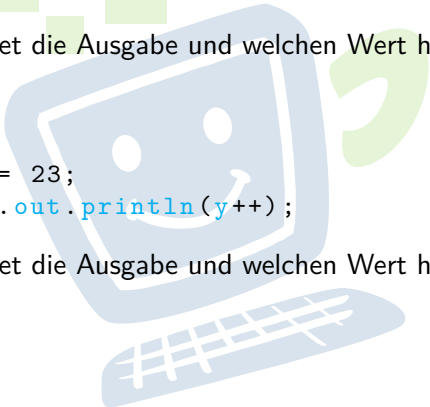 et die Ausgabe und welchen Wert h
= 23;
.out.println(y++);
et die Ausgabe und welchen Wert h